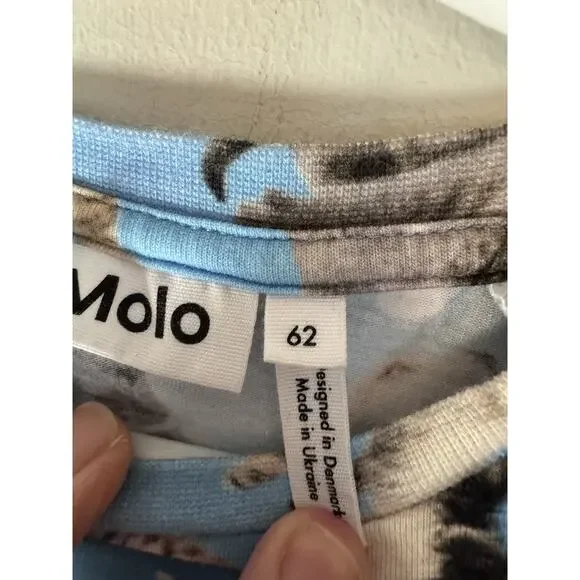 Molo
62
esigned in Denmark
Made in Ukraine